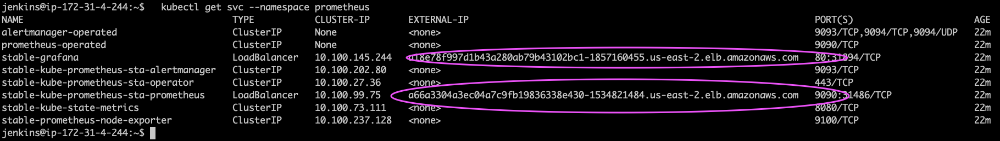 jenkins@ip-172-31-4-244:~$   kubectl get svc --namespace prometheus
NAME TYPE CLUSTER-IP EXTERNAL-IP PORT(S) AGE
alertmanager-operated ClusterIP None <none> 9093/TCP,9094/TCP,9094/UDP 22m
prometheus-operated ClusterIP None <none> 9090/TCP 22m
stable-grafana LoadBalancer 10.100.145.244 a18e78f997d1b43a280ab79b43102bc1-1857160455.us-east-2.elb.amazonaws.com 80:31894/TCP 22m
stable-kube-prometheus-sta-alertmanager ClusterIP 10.100.202.80 <none> 9093/TCP 22m
stable-kube-prometheus-sta-operator ClusterIP 10.100.27.36 <none> 443/TCP 22m
stable-kube-prometheus-sta-prometheus LoadBalancer 10.100.99.75 a66a3304a3ec04a7c9fb19836338e430-1534821484.us-east-2.elb.amazonaws.com 9090:31486/TCP 22m
stable-kube-state-metrics ClusterIP 10.100.73.111 <none> 8080/TCP 22m
stable-prometheus-node-exporter ClusterIP 10.100.237.128 <none> 9100/TCP 22m
jenkins@ip-172-31-4-244:~$